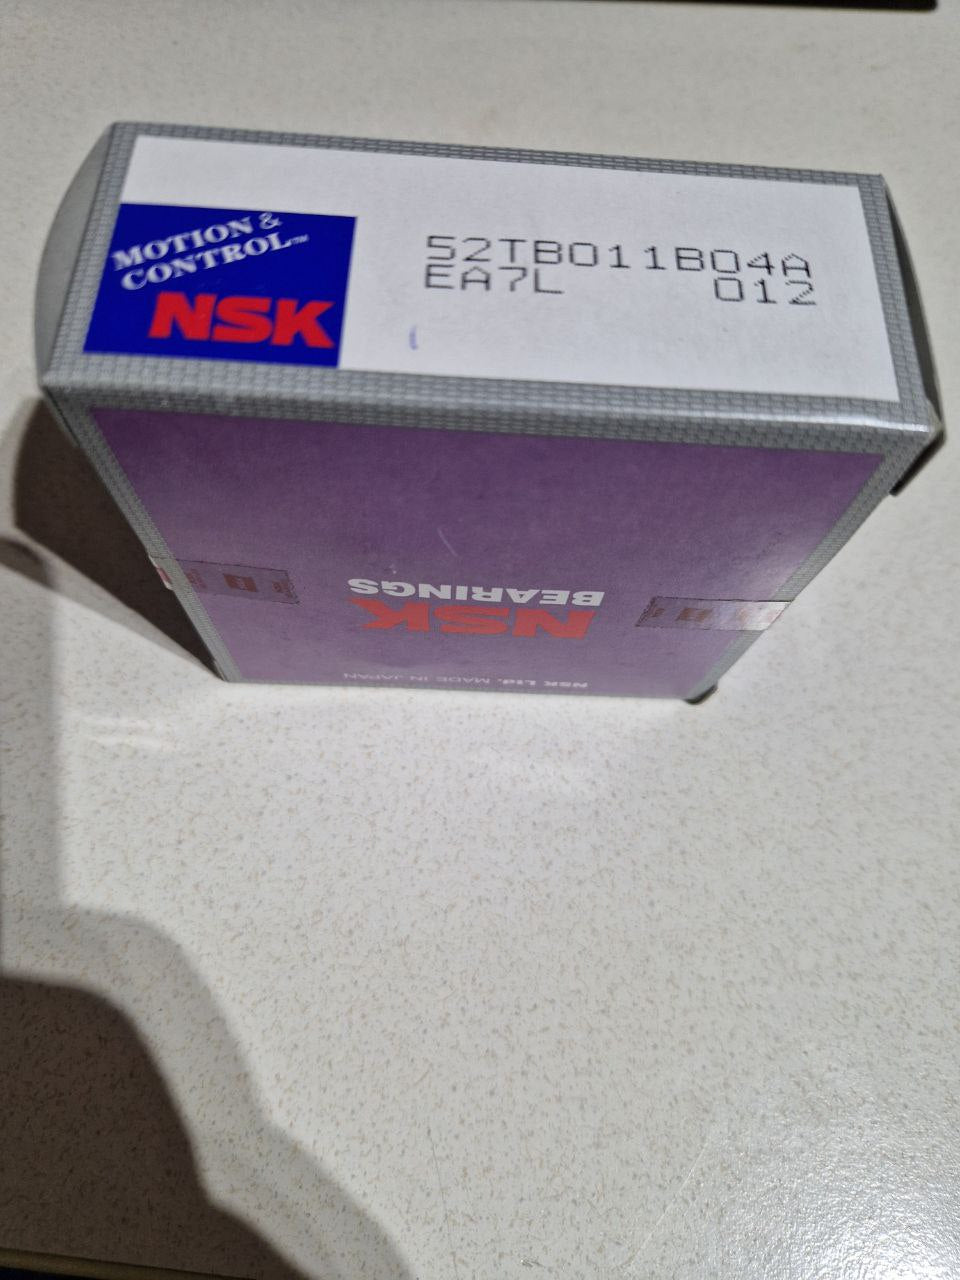 MOTION &
CONTROL™
NSK
52TB011B04A
EA7L 012
NSK
BEARINGS
NSK Ltd. MADE IN JAPAN